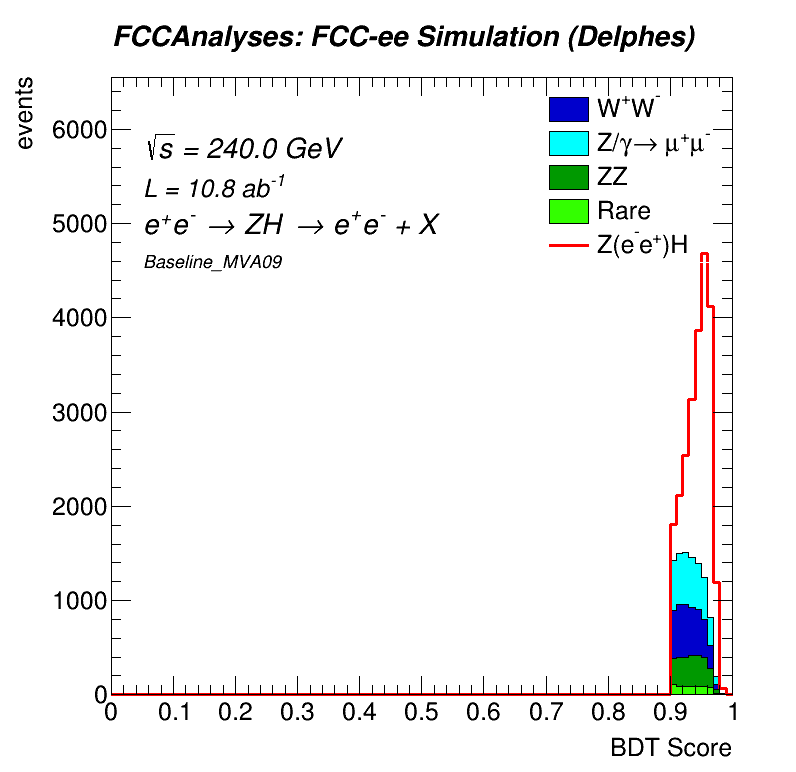 FCCAnalyses: FCC-ee Simulation (Delphes)
events
√s = 240.0 GeV
L = 10.8 ab⁻¹
e⁺e⁻ → ZH → e⁺e⁻ + X
Baseline_MVA09
W⁺W⁻
Z/γ→ μ⁺μ⁻
ZZ
Rare
Z(e⁻e⁺)H
6000
5000
4000
3000
2000
1000
0
0 0.1 0.2 0.3 0.4 0.5 0.6 0.7 0.8 0.9 1
BDT Score